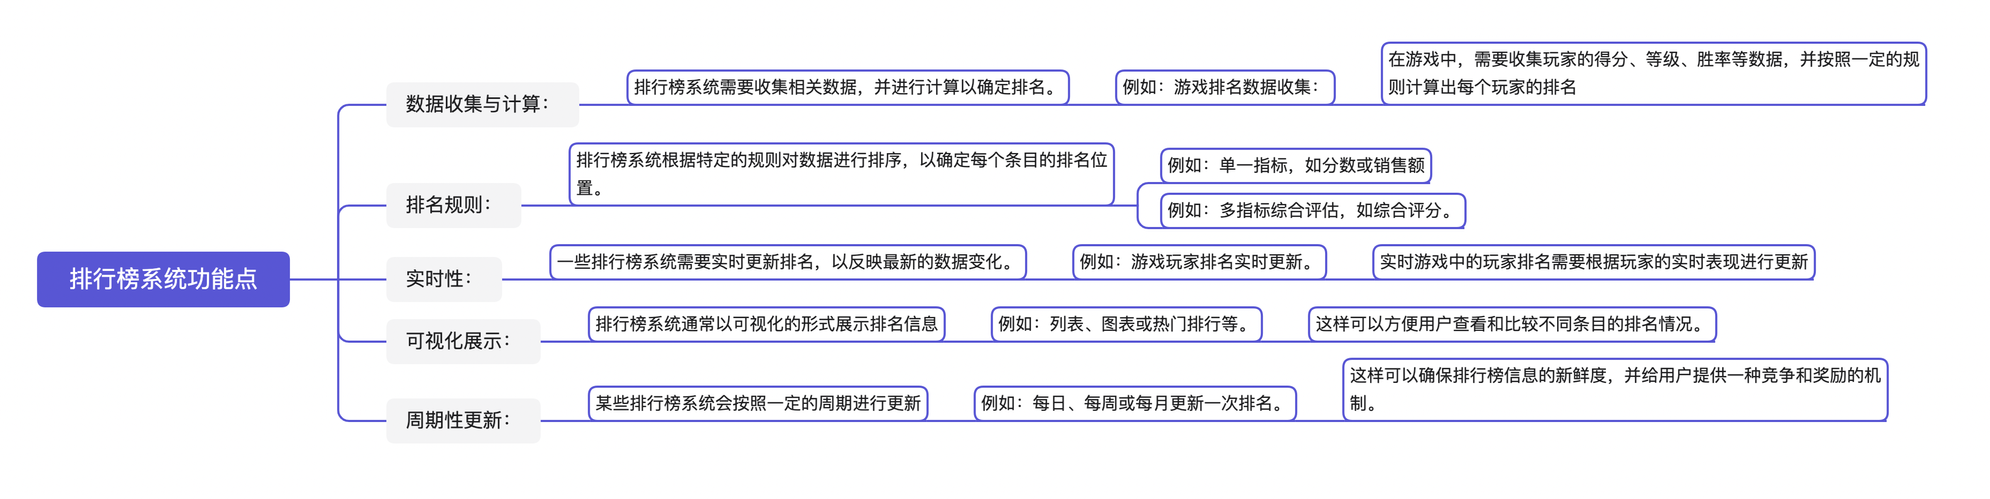 排行榜系统功能点
数据收集与计算：
排行榜系统需要收集相关数据，并进行计算以确定排名。
例如：游戏排名数据收集：
在游戏中，需要收集玩家的得分、等级、胜率等数据，并按照一定的规
则计算出每个玩家的排名
排名规则：
排行榜系统根据特定的规则对数据进行排序，以确定每个条目的排名位
置。
例如：单一指标，如分数或销售额
例如：多指标综合评估，如综合评分。
实时性：
一些排行榜系统需要实时更新排名，以反映最新的数据变化。
例如：游戏玩家排名实时更新。
实时游戏中的玩家排名需要根据玩家的实时表现进行更新
可视化展示：
排行榜系统通常以可视化的形式展示排名信息
例如：列表、图表或热门排行等。
这样可以方便用户查看和比较不同条目的排名情况。
周期性更新：
某些排行榜系统会按照一定的周期进行更新
例如：每日、每周或每月更新一次排名。
这样可以确保排行榜信息的新鲜度，并给用户提供一种竞争和奖励的机
制。